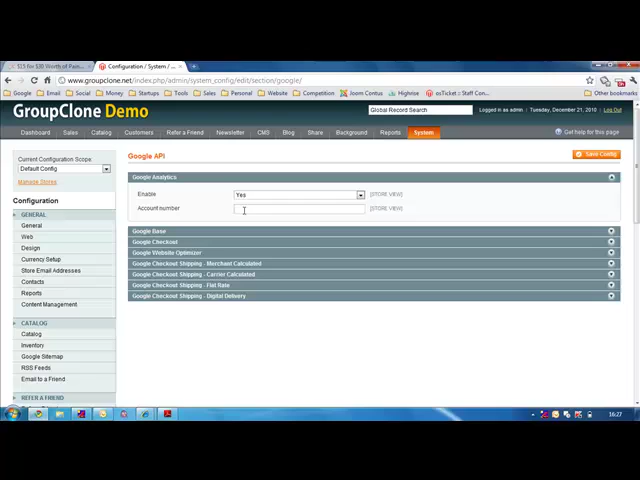 $15 for $30 Worth of Pain...
Configuration / System / ...
www.groupclone.net/index.php/admin/system_config/edit/section/google/
Google
Social
Money
Startups
Tools
Sales
Personal
Website
Competition
Joom Contus
Highrise
osTicket :: Staff Con...
Other bookmarks
GroupClone Demo
Global Record Search
Logged in as admin
Tuesday, December 21, 2010
Log Out
Dashboard
Sales
Catalog
Customers
Refer a Friend
Newsletter
CMS
Blog
Share
Background
Reports
System
Get help for this page
Current Configuration Scope:
Default Config
Manage Stores
Configuration
GENERAL
General
Web
Design
Currency Setup
Store Email Addresses
Contacts
Reports
Content Management
CATALOG
Catalog
Inventory
Google Sitemap
RSS Feeds
Email to a Friend
REFER A FRIEND
Google API
Save Config
Google Analytics
Enable
Yes
[STORE VIEW]
Account number
[STORE VIEW]
Google Base
Google Checkout
Google Website Optimizer
Google Checkout Shipping - Merchant Calculated
Google Checkout Shipping - Carrier Calculated
Google Checkout Shipping - Flat Rate
Google Checkout Shipping - Digital Delivery
16:27